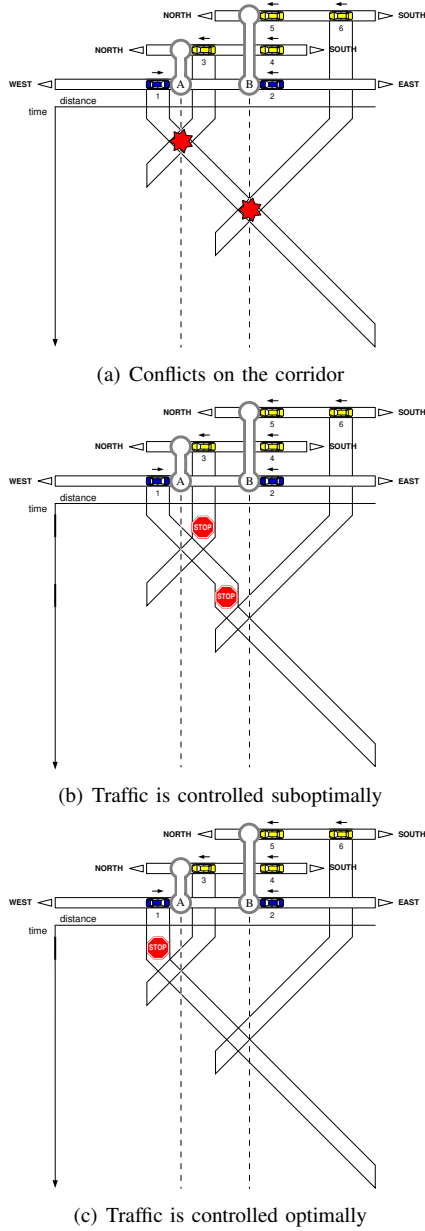 NORTH SOUTH
5 6
NORTH SOUTH
3 4
WEST A B EAST
1 2
distance
time
(a) Conflicts on the corridor
NORTH SOUTH
5 6
NORTH SOUTH
3 4
WEST A B EAST
1 2
distance
time
STOP
STOP
(b) Traffic is controlled suboptimally
NORTH SOUTH
5 6
NORTH SOUTH
3 4
WEST A B EAST
1 2
distance
time
STOP
(c) Traffic is controlled optimally